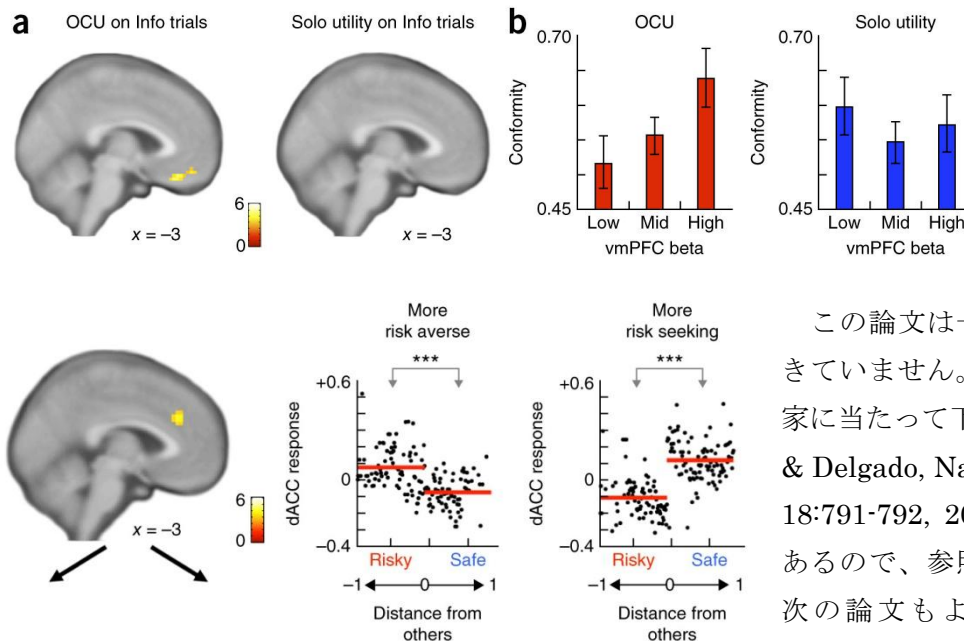 a
OCU on Info trials
Solo utility on Info trials
6
0
x = –3
x = –3
b
OCU
Conformity
0.70
0.45
Low Mid High
vmPFC beta
Solo utility
Conformity
0.70
0.45
Low Mid High
vmPFC beta
6
0
x = –3
More
risk averse
***
dACC response
+0.6
0
–0.4
Risky Safe
–1 0 1
Distance from
others
More
risk seeking
***
dACC response
+0.6
0
–0.4
Risky Safe
–1 0 1
Distance from
others
この論文は
きていません。
家に当たって下
& Delgado, Na
18:791-792, 20
あるので、参照
次の論文もよ